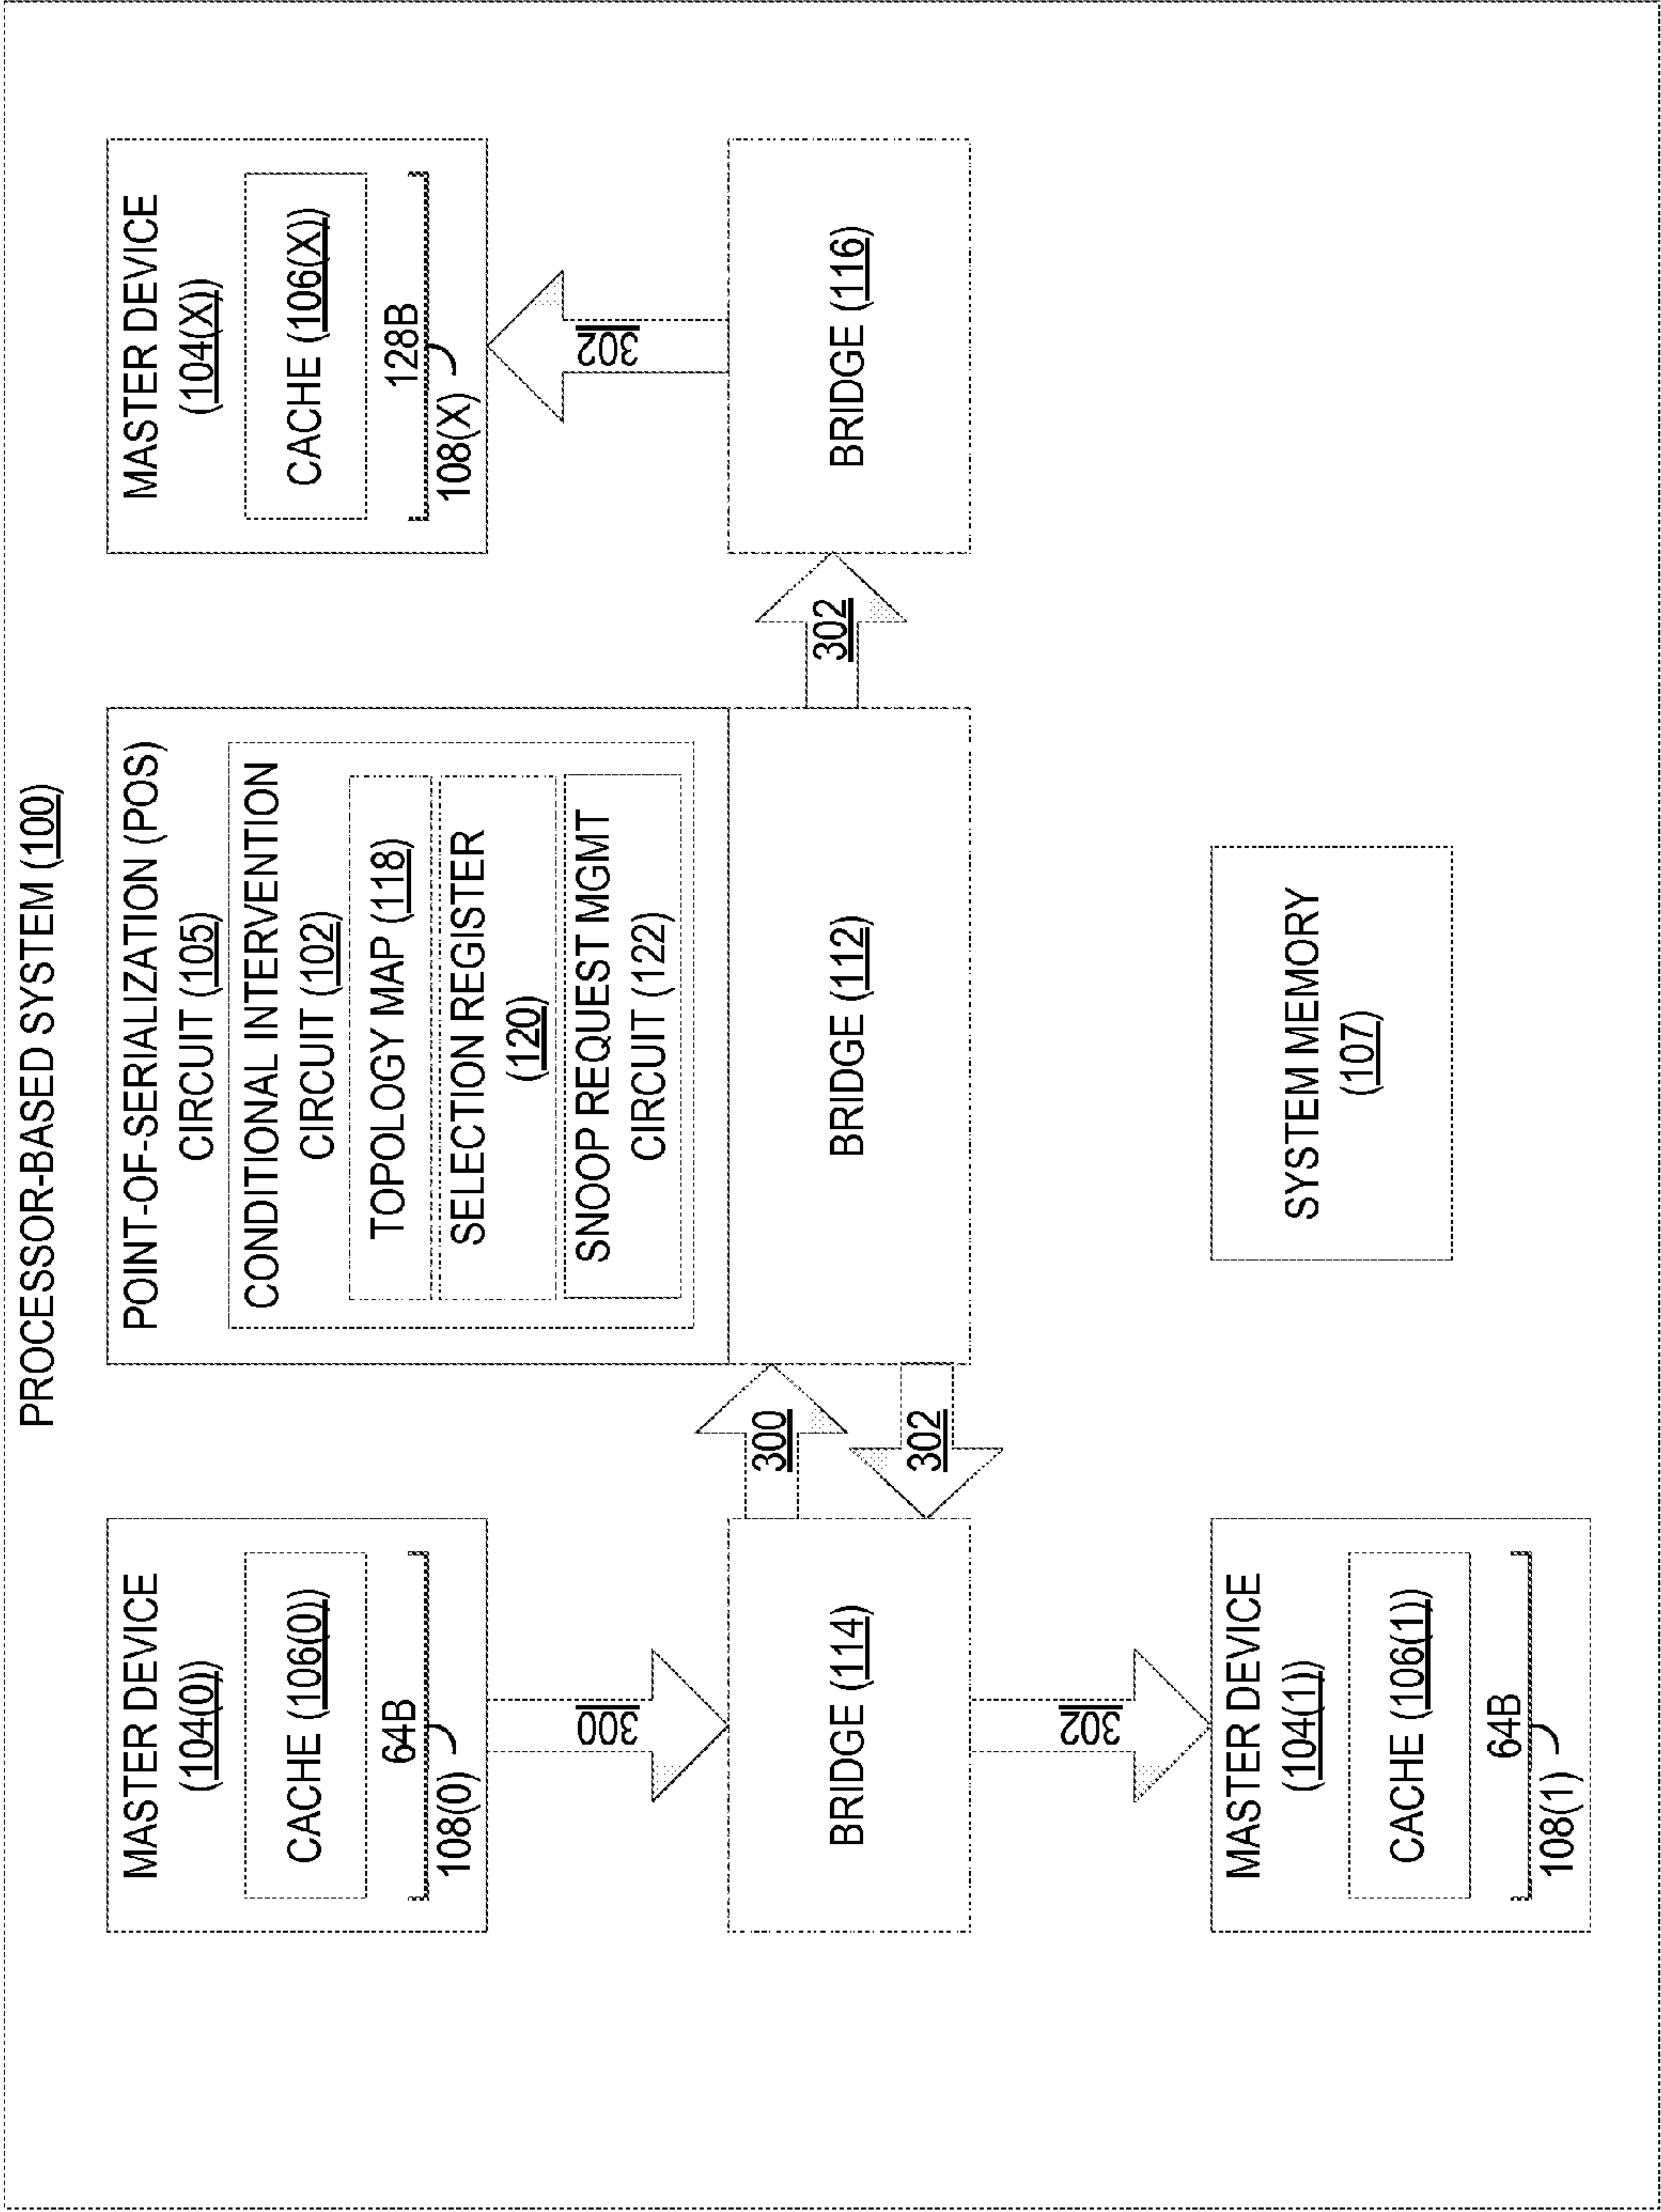 PROCESSOR-BASED SYSTEM (100)
MASTER DEVICE
(104(0))
CACHE (106(0))
64B
108(0)
300
BRIDGE (114)
302
MASTER DEVICE
(104(1))
CACHE (106(1))
64B
108(1)
300
302
POINT-OF-SERIALIZATION (POS)
CIRCUIT (105)
CONDITIONAL INTERVENTION
CIRCUIT (102)
TOPOLOGY MAP (118)
SELECTION REGISTER
(120)
SNOOP REQUEST MGMT
CIRCUIT (122)
BRIDGE (112)
SYSTEM MEMORY
(107)
302
MASTER DEVICE
(104(X))
CACHE (106(X))
128B
108(X)
302
BRIDGE (116)